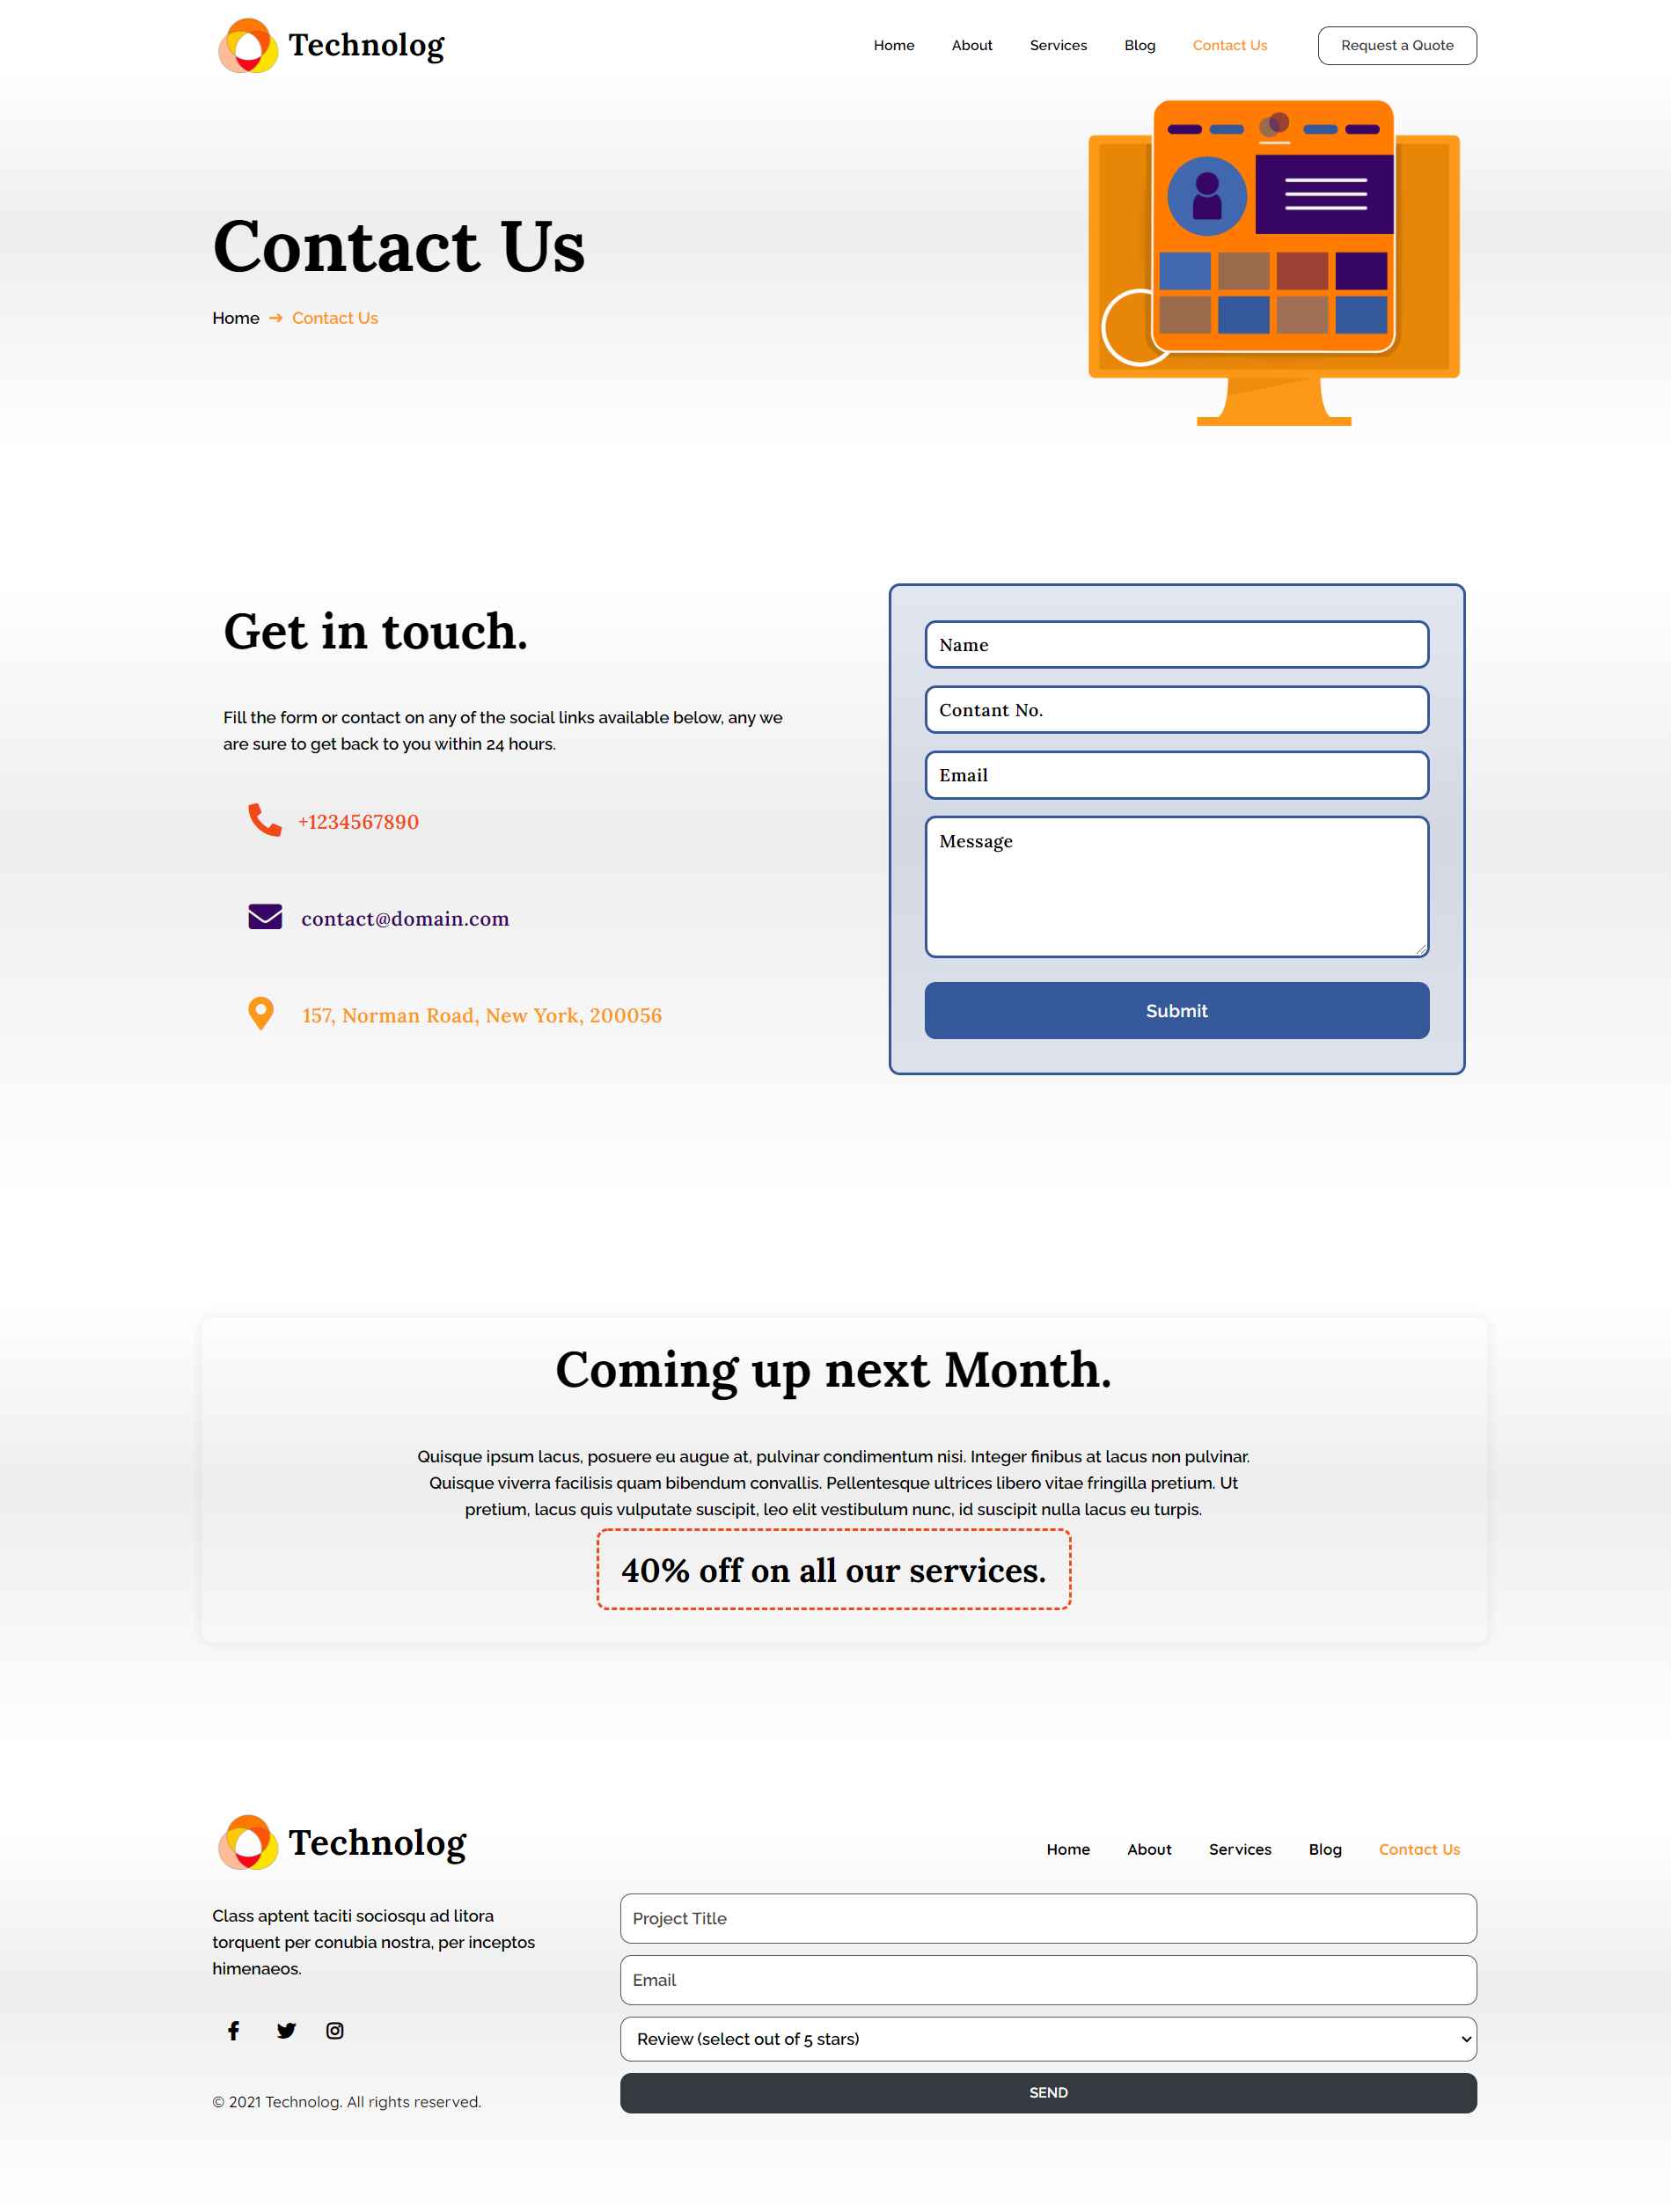 Technolog
Home About Services Blog Contact Us Request a Quote
Contact Us
Home → Contact Us
Get in touch.
Fill the form or contact on any of the social links available below, any we
are sure to get back to you within 24 hours.
+1234567890
contact@domain.com
157, Norman Road, New York, 200056
Name
Contant No.
Email
Message
Submit
Coming up next Month.
Quisque ipsum lacus, posuere eu augue at, pulvinar condimentum nisi. Integer finibus at lacus non pulvinar.
Quisque viverra facilisis quam bibendum convallis. Pellentesque ultrices libero vitae fringilla pretium. Ut
pretium, lacus quis vulputate suscipit, leo elit vestibulum nunc, id suscipit nulla lacus eu turpis.
40% off on all our services.
Technolog
Class aptent taciti sociosqu ad litora
torquent per conubia nostra, per inceptos
himenaeos.
© 2021 Technolog. All rights reserved.
Home About Services Blog Contact Us
Project Title
Email
Review (select out of 5 stars)
SEND